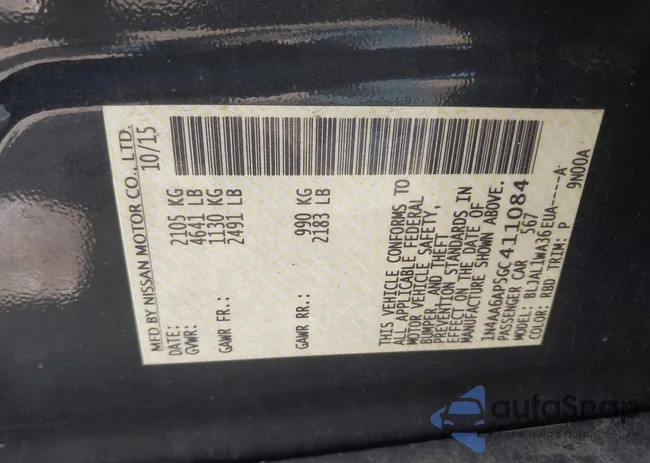 MFD BY NISSAN MOTOR CO., LTD.
DATE: 10/15
GVWR: 2105 KG
4641 LB
GAWR FR.: 1130 KG
2491 LB
GAWR RR.: 990 KG
2183 LB
THIS VEHICLE CONFORMS TO
ALL APPLICABLE FEDERAL
MOTOR VEHICLE SAFETY,
BUMPER, AND THEFT
PREVENTION STANDARDS IN
EFFECT ON THE DATE OF
MANUFACTURE SHOWN ABOVE.
1N4AA6AP5GC411084
PASSENGER CAR 567
MODEL: BLJALIWA36EUA----A
COLOR: RBD TRIM: P 9N00A
autoSnap